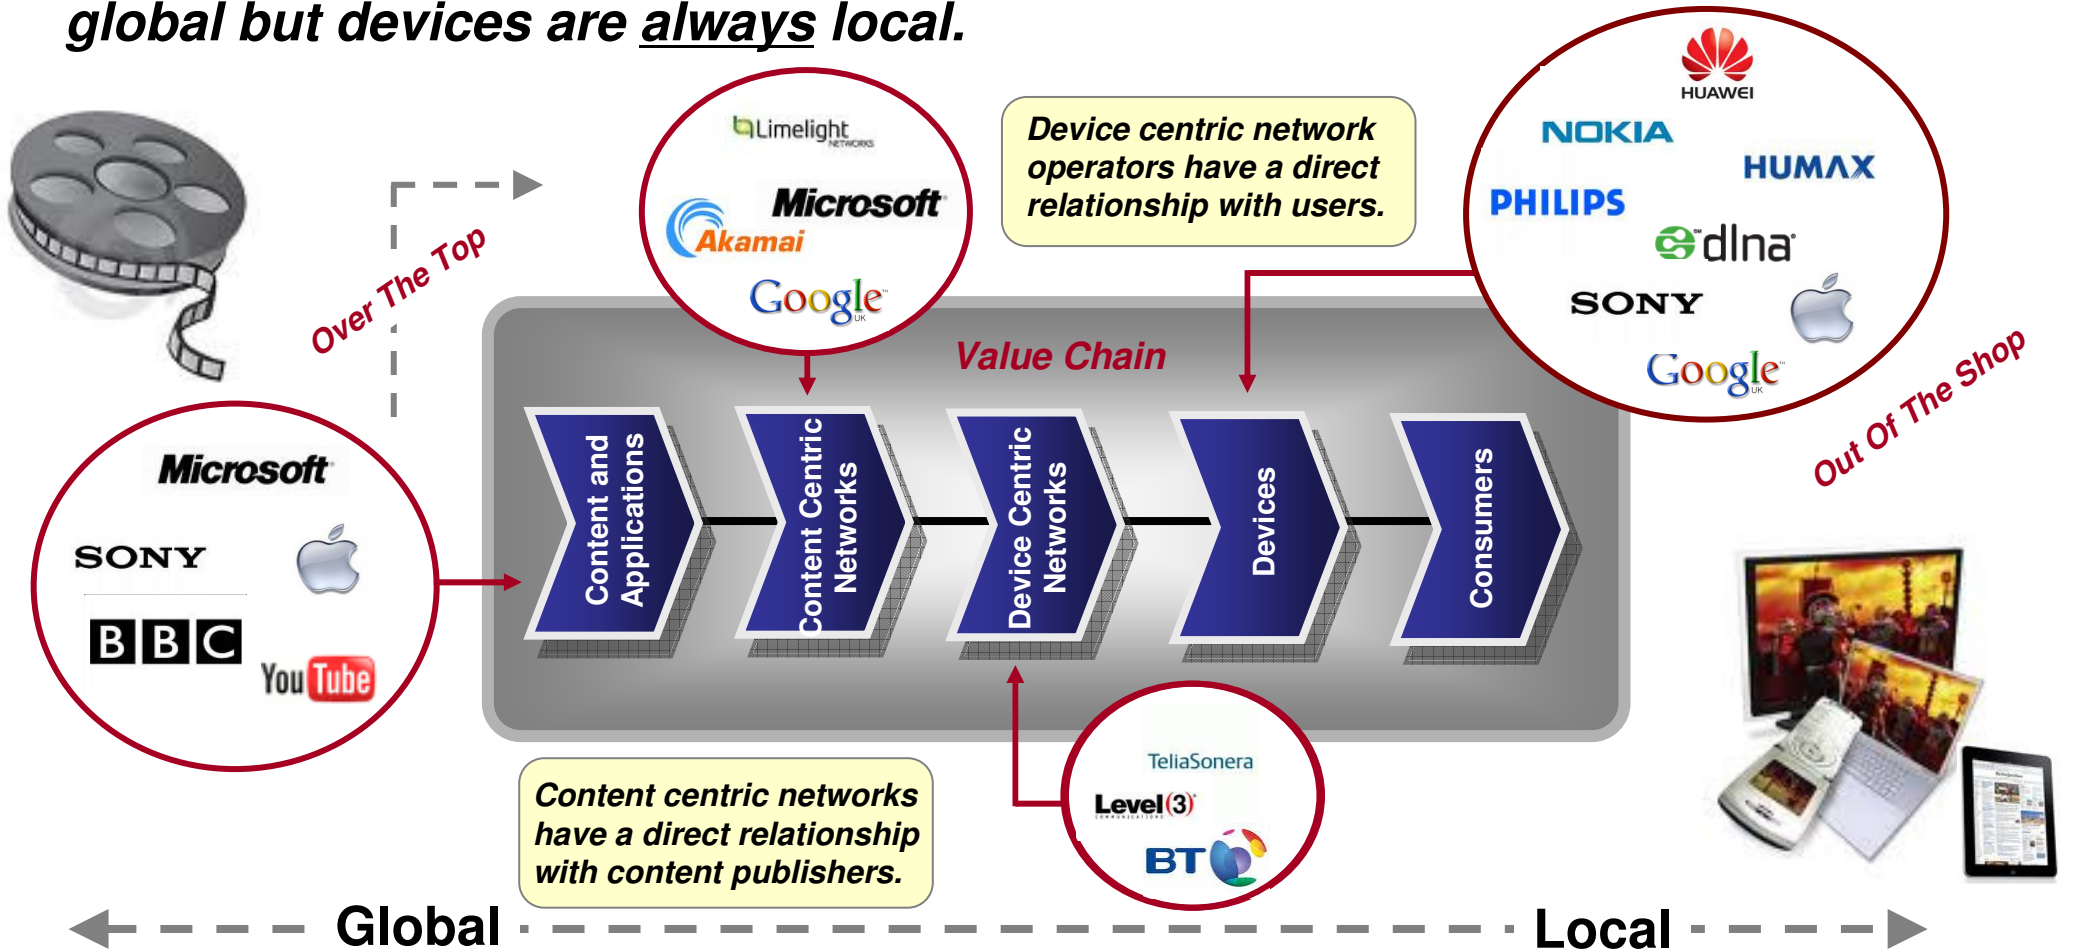 global but devices are always local.
Limelight
NETWORKS
Microsoft
Akamai
Google
UK
Device centric network
operators have a direct
relationship with users.
HUAWEI
NOKIA
HUMAX
PHILIPS
dlna
SONY
Google
UK
Over The Top
Out Of The Shop
Value Chain
Microsoft
SONY
BBC
YouTube
Content and
Applications
Content Centric
Networks
Device Centric
Networks
Devices
Consumers
Content centric networks
have a direct relationship
with content publishers.
TeliaSonera
Level(3)
COMMUNICATIONS
BT
Global
Local